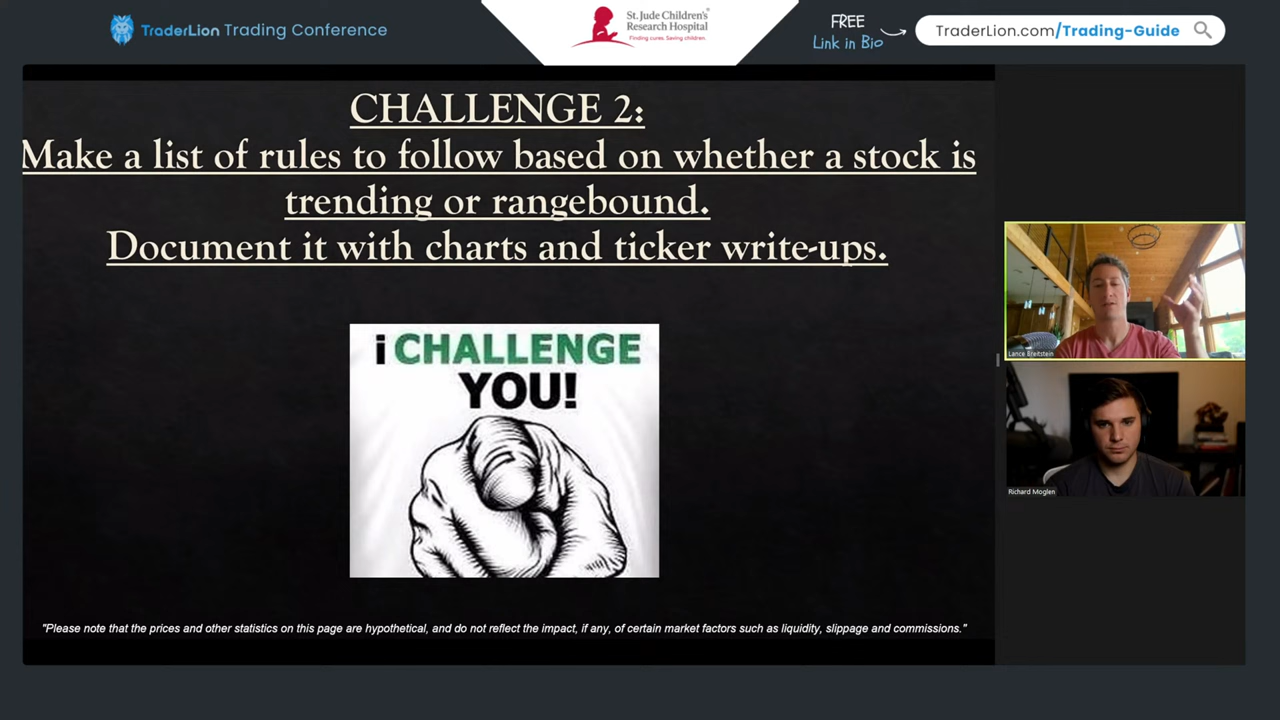 TraderLion Trading Conference
St. Jude Children's
Research Hospital
Finding cures. Saving children.
FREE
Link in Bio
TraderLion.com/Trading-Guide
CHALLENGE 2:
Make a list of rules to follow based on whether a stock is
trending or rangebound.
Document it with charts and ticker write-ups.
i CHALLENGE
YOU!
"Please note that the prices and other statistics on this page are hypothetical, and do not reflect the impact, if any, of certain market factors such as liquidity, slippage and commissions."
Lance Breitstein
Richard Moglen